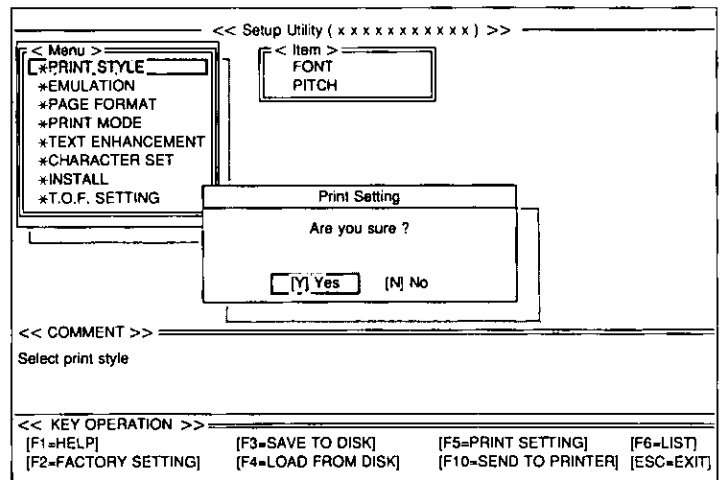 << Setup Utility ( x x x x x x x x x x x ) >>
< Menu >
*PRINT STYLE
*EMULATION
*PAGE FORMAT
*PRINT MODE
*TEXT ENHANCEMENT
*CHARACTER SET
*INSTALL
*T.O.F. SETTING
< Item >
FONT
PITCH
Print Setting
Are you sure ?
[Y] Yes [N] No
<< COMMENT >>
Select print style
<< KEY OPERATION >>
[F1=HELP] [F3=SAVE TO DISK] [F5=PRINT SETTING] [F6=LIST]
[F2=FACTORY SETTING] [F4=LOAD FROM DISK] [F10=SEND TO PRINTER] [ESC=EXIT]